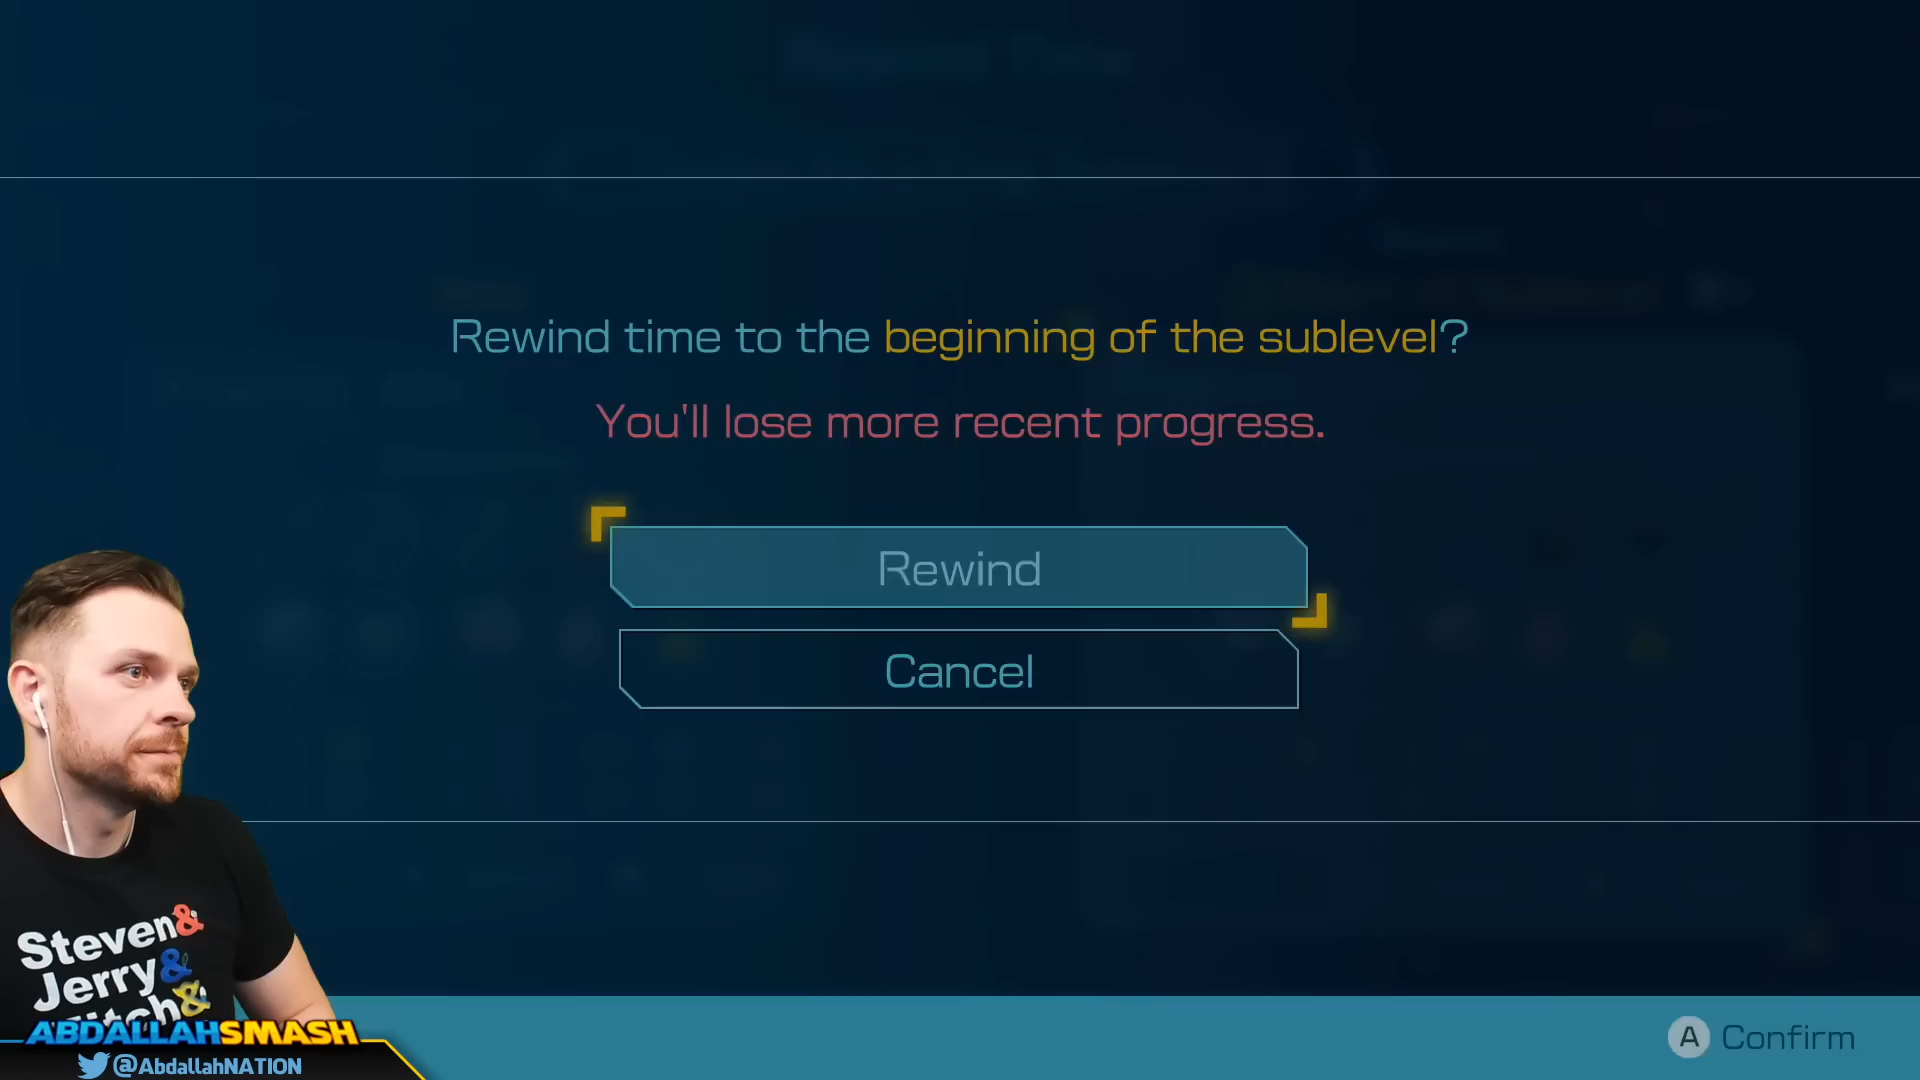 Rewind time to the beginning of the sublevel?
You'll lose more recent progress.
Rewind
Cancel
Steven&
Jerry&
ABDALLAHSMASH
@AbdallahNATION
A Confirm